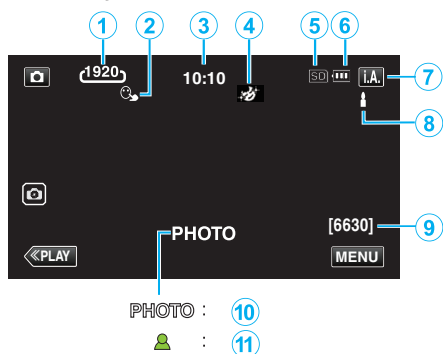 ① ② ③ ④ ⑤ ⑥
1920 10:10 SD i.A. ⑦
⑧
[6630] ⑨
PHOTO
≪PLAY MENU
PHOTO : ⑩
: ⑪